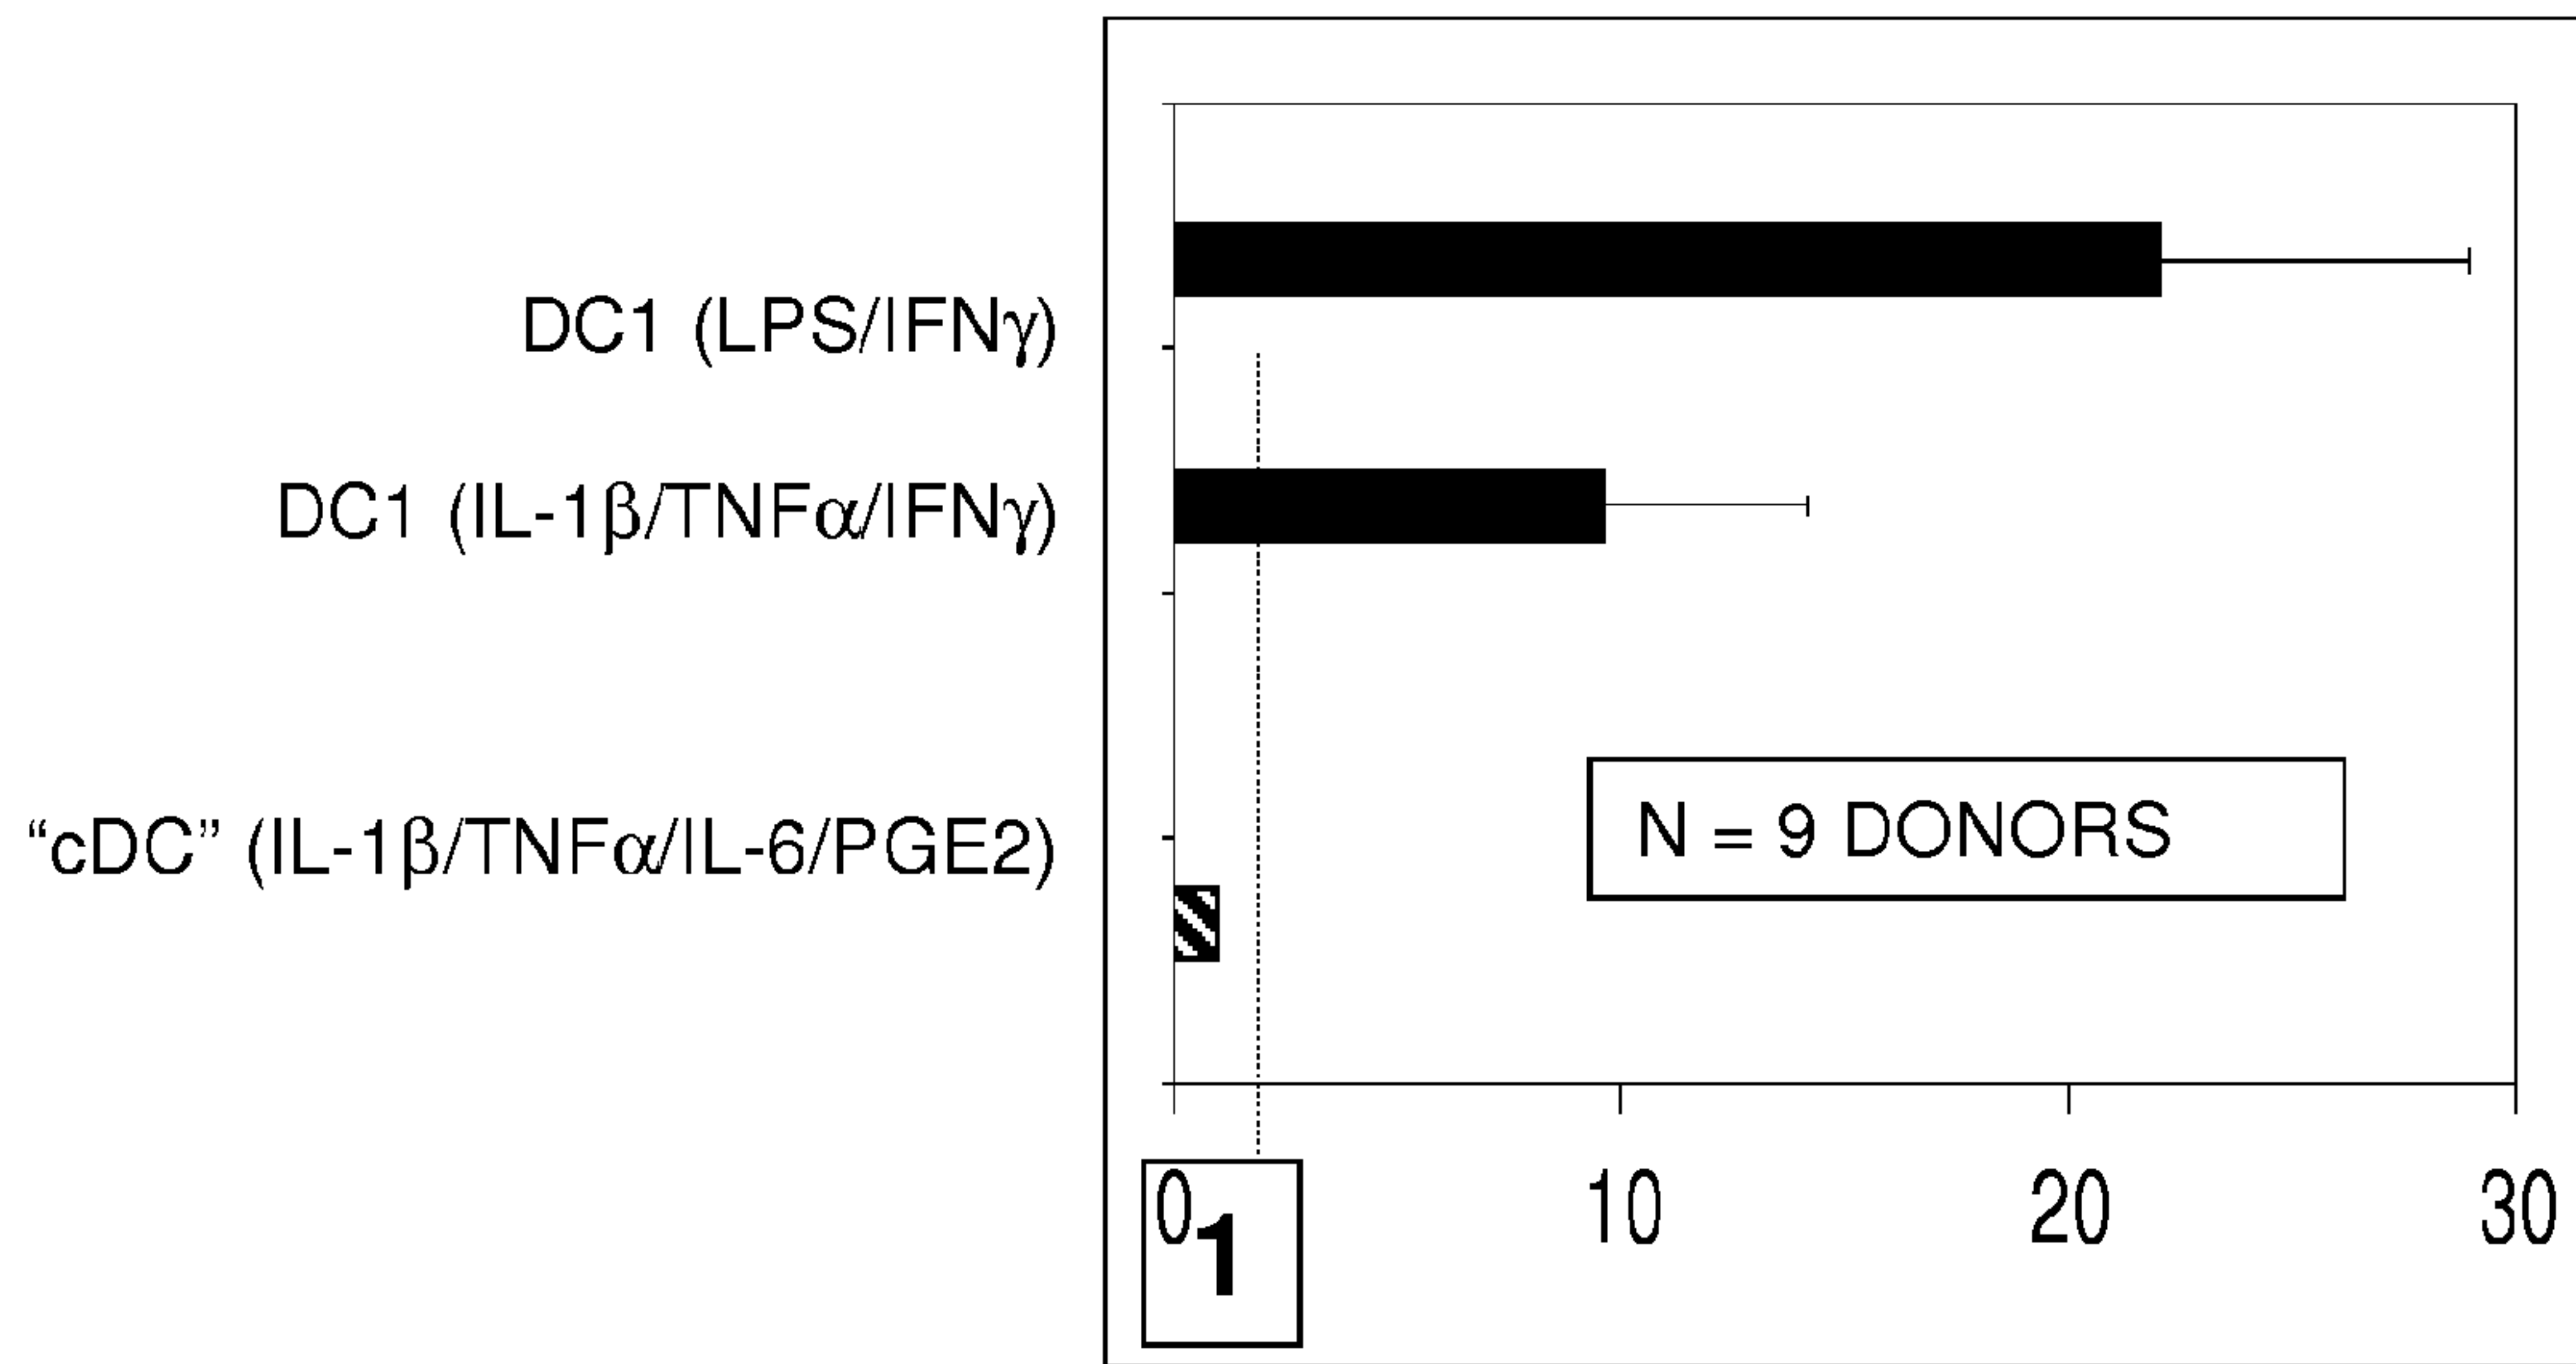 DC1 (LPS/IFNγ)
DC1 (IL-1β/TNFα/IFNγ)
“cDC” (IL-1β/TNFα/IL-6/PGE2)
N = 9 DONORS
0 10 20 30
1